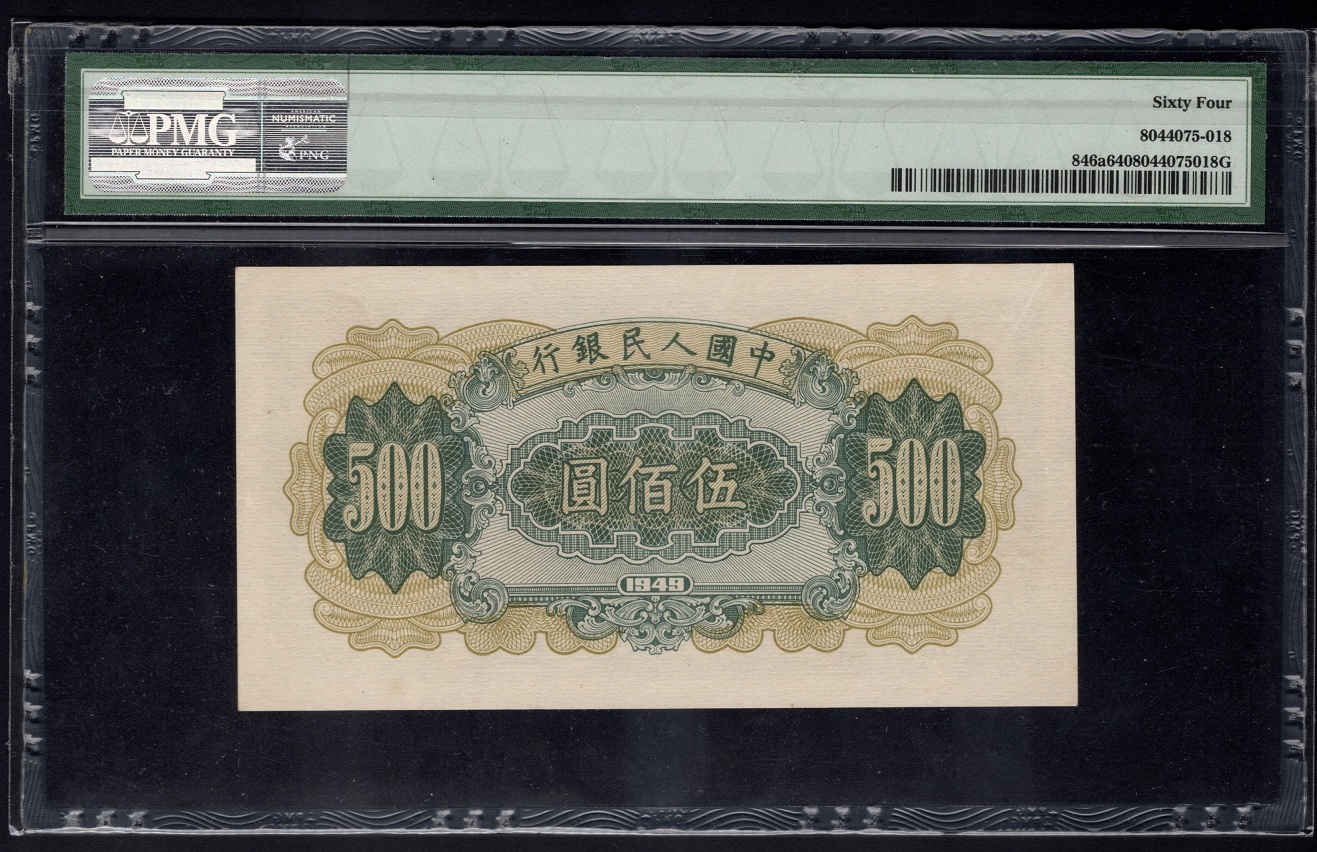 Sixty Four
PMG
PAPER MONEY GUARANTY
NUMISMATIC
PNG
8044075-018
846a6408044075018G
行銀民人國中
500
圓佰伍
500
1949